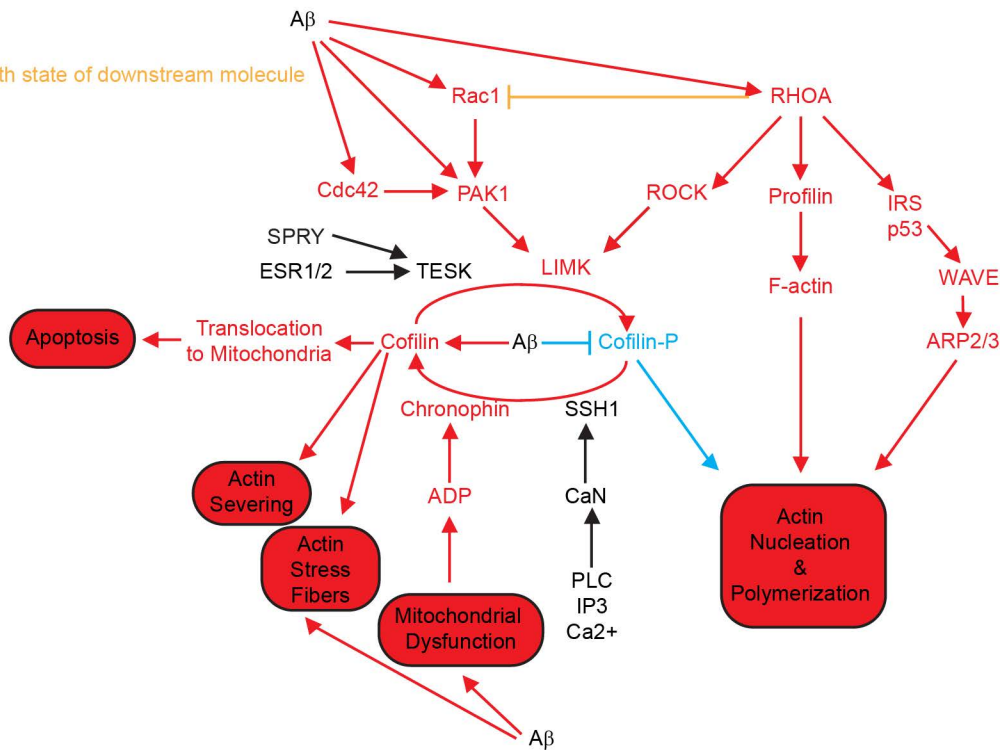 Aβ
th state of downstream molecule
Rac1
RHOA
Cdc42
PAK1
ROCK
Profilin
IRS
p53
SPRY
ESR1/2
TESK
LIMK
F-actin
WAVE
Apoptosis
Translocation
to Mitochondria
Cofilin
Aβ
Cofilin-P
ARP2/3
Chronophin
SSH1
Actin
Severing
ADP
CaN
Actin
Stress
Fibers
Actin
Nucleation
&
Polymerization
Mitochondrial
Dysfunction
PLC
IP3
Ca2+
Aβ